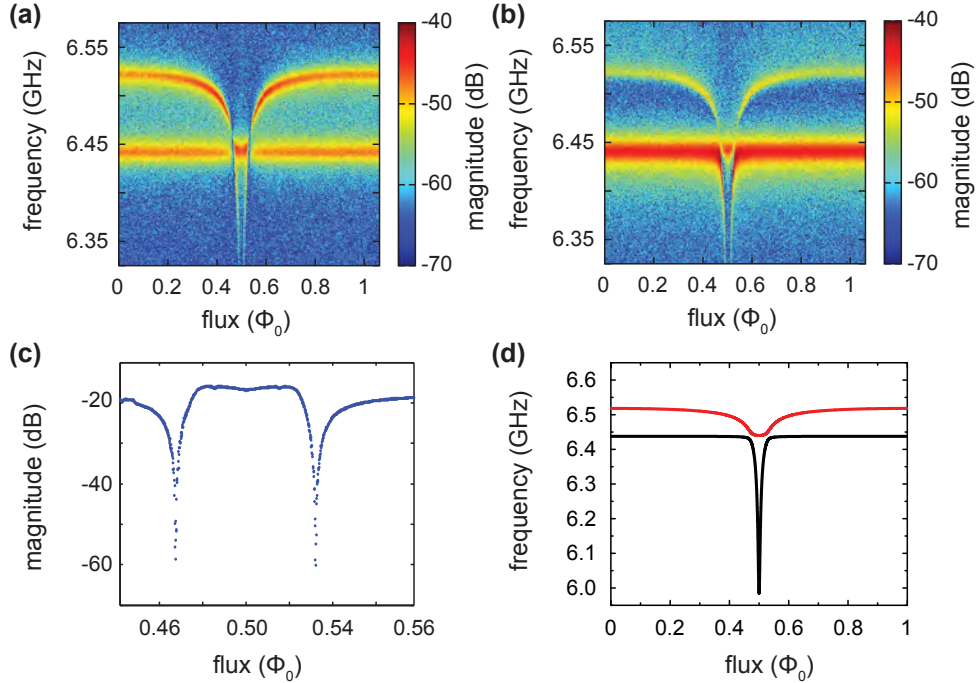 (a)
6.55
6.45
6.35
frequency (GHz)
0 0.2 0.4 0.6 0.8 1
flux (Φ0)
-40
-50
-60
-70
magnitude (dB)
(b)
6.55
6.45
6.35
frequency (GHz)
0 0.2 0.4 0.6 0.8 1
flux (Φ0)
-40
-50
-60
-70
magnitude (dB)
(c)
-20
-40
-60
magnitude (dB)
0.46 0.50 0.54 0.56
flux (Φ0)
(d)
6.6
6.5
6.4
6.3
6.2
6.1
6.0
frequency (GHz)
0 0.2 0.4 0.6 0.8 1
flux (Φ0)